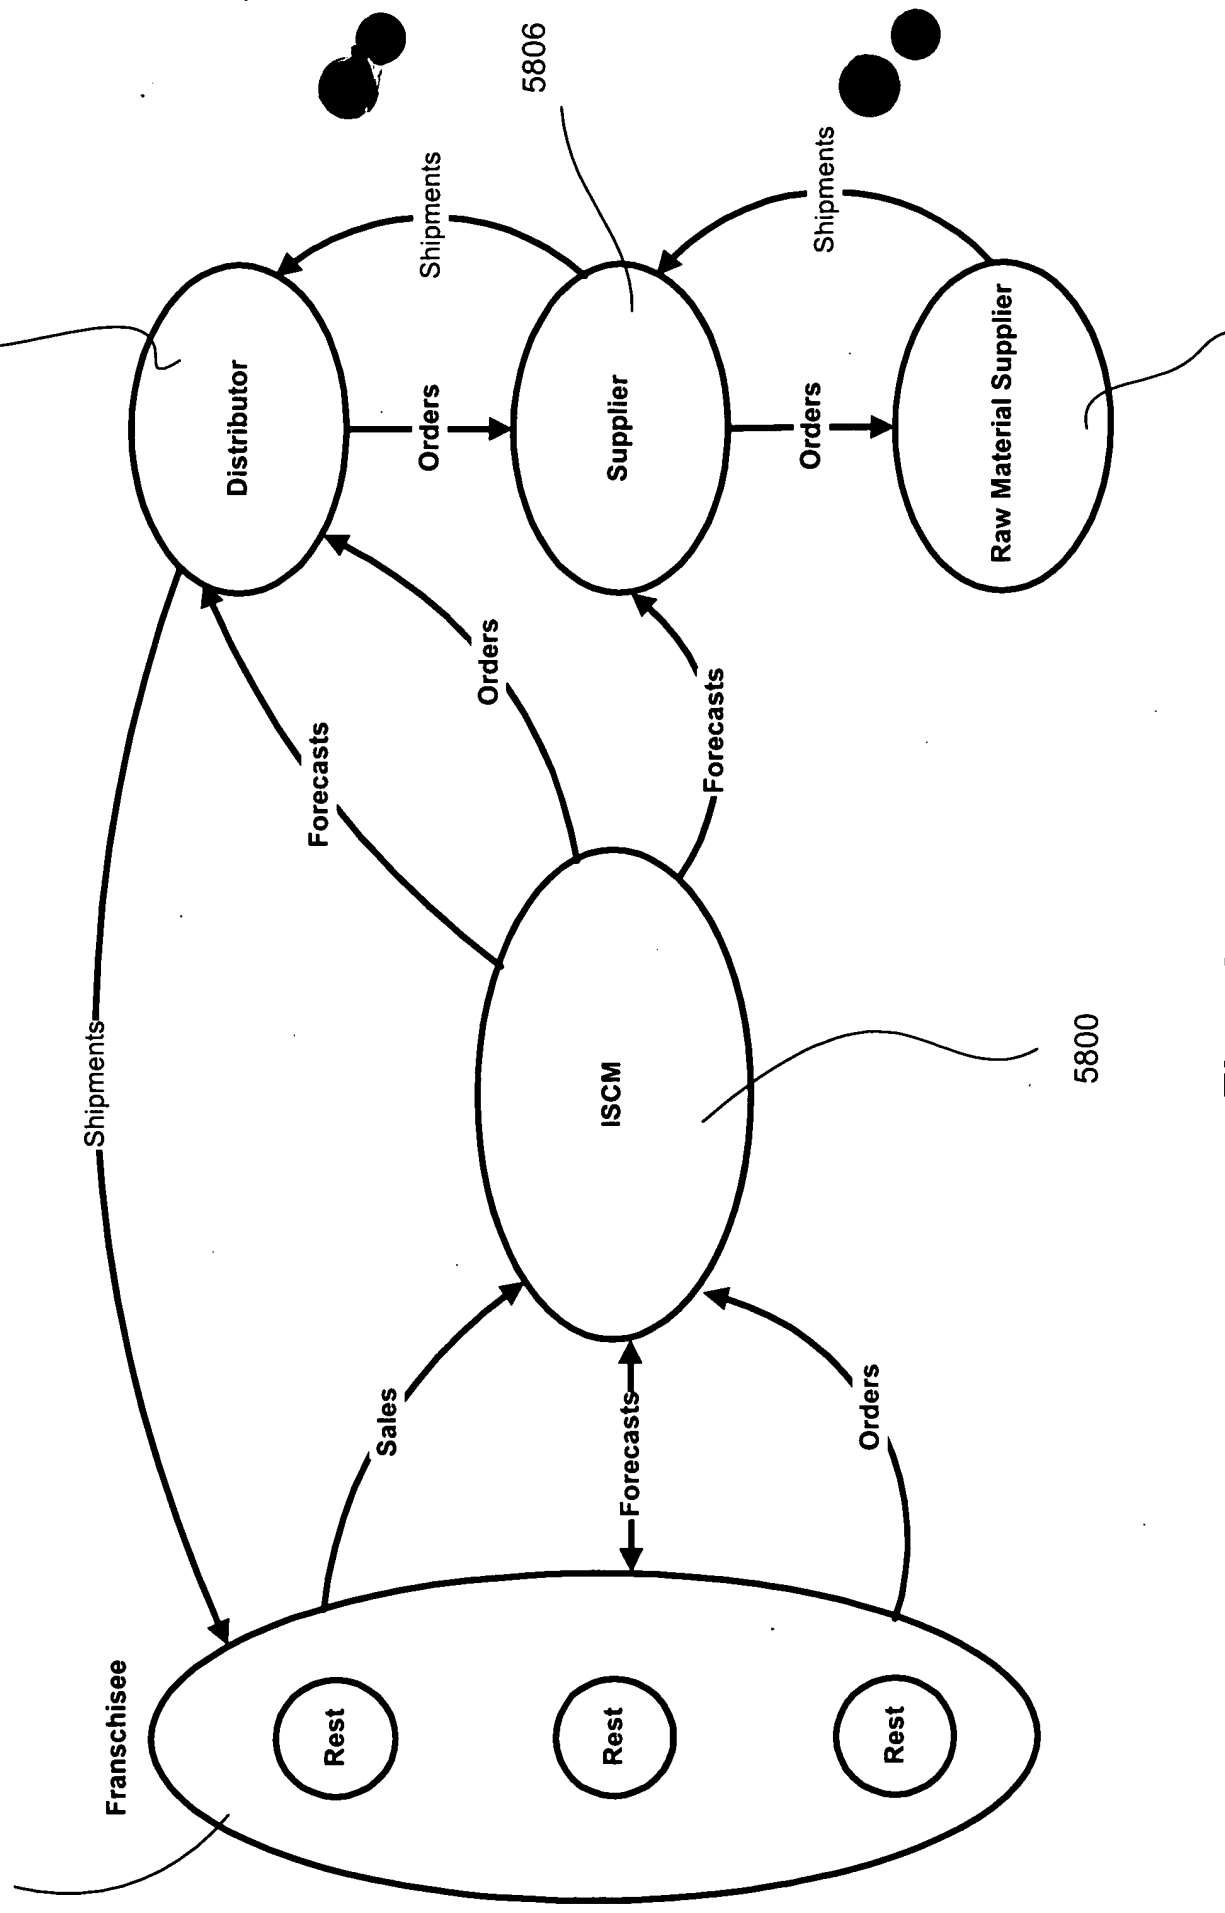 Shipments
Franschisee
Distributor
Forecasts
Rest
Sales
Orders
Shipments
Orders
5806
Rest
Forecasts
ISCM
Supplier
Forecasts
Orders
Shipments
Orders
Rest
Raw Material Supplier
5800